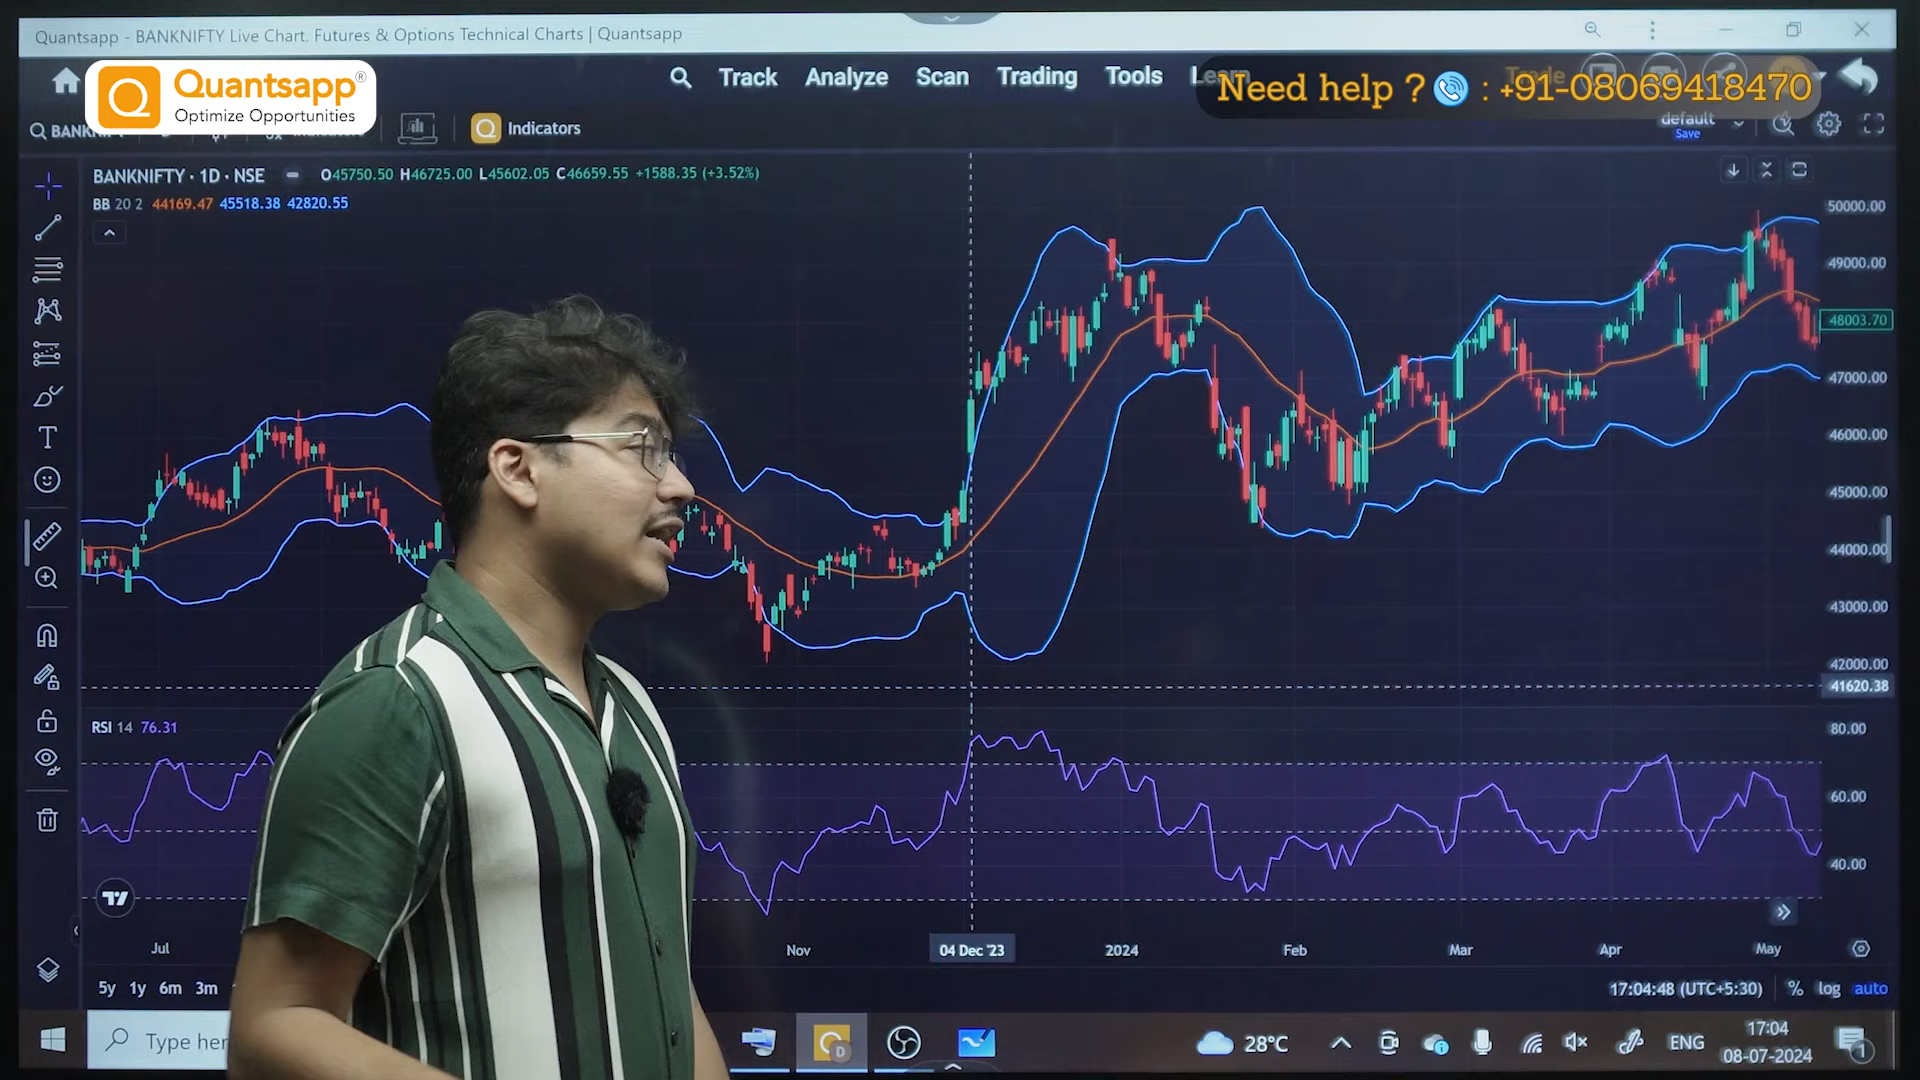 Quantsapp - BANKNIFTY Live Chart. Futures & Options Technical Charts | Quantsapp
Quantsapp®
Optimize Opportunities
Track Analyze Scan Trading Tools Learn
Need help ? : +91-08069418470
BANKNIFTY
Indicators
default
Save
BANKNIFTY · 1D · NSE O45750.50 H46725.00 L45602.05 C46659.55 +1588.35 (+3.52%)
BB 20 2 44169.47 45518.38 42820.55
50000.00
49000.00
48003.70
47000.00
46000.00
45000.00
44000.00
43000.00
42000.00
41620.38
RSI 14 76.31
80.00
60.00
40.00
Jul Nov 04 Dec '23 2024 Feb Mar Apr May
5y 1y 6m 3m 17:04:48 (UTC+5:30) % log auto
Type her
D
28°C ENG 17:04
08-07-2024
1